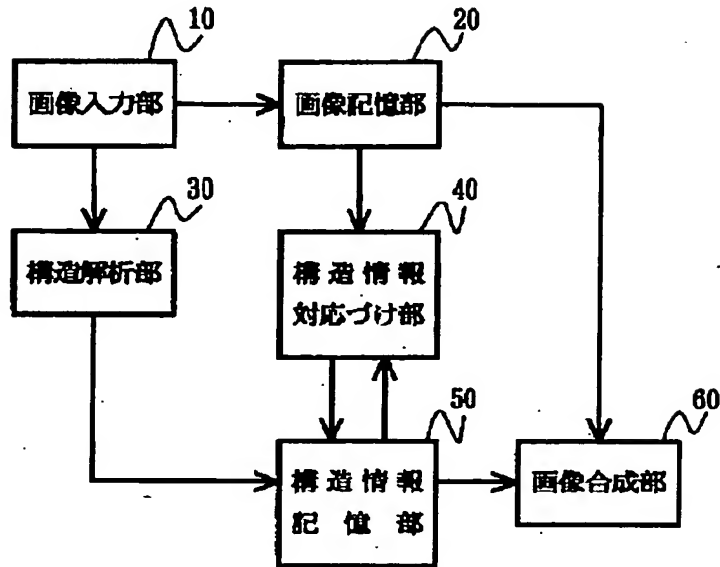 10
画像入力部
20
画像記憶部
30
構造解析部
40
構造情報
対応づけ部
50
構造情報
記憶部
60
画像合成部